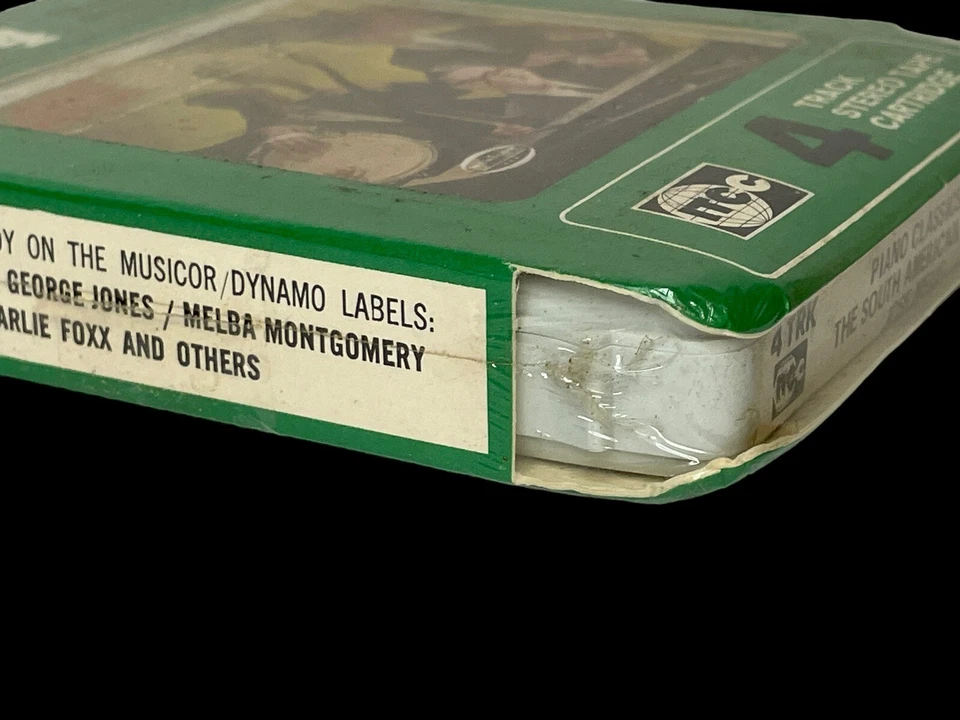 4
TRACK
STEREO TAPE
CARTRIDGE
ITCC
DY ON THE MUSICOR/DYNAMO LABELS:
GEORGE JONES / MELBA MONTGOMERY
ARLIE FOXX AND OTHERS
4 TRK
ITCC
PIANO CLASSICS
THE SOUTH AMERICAN